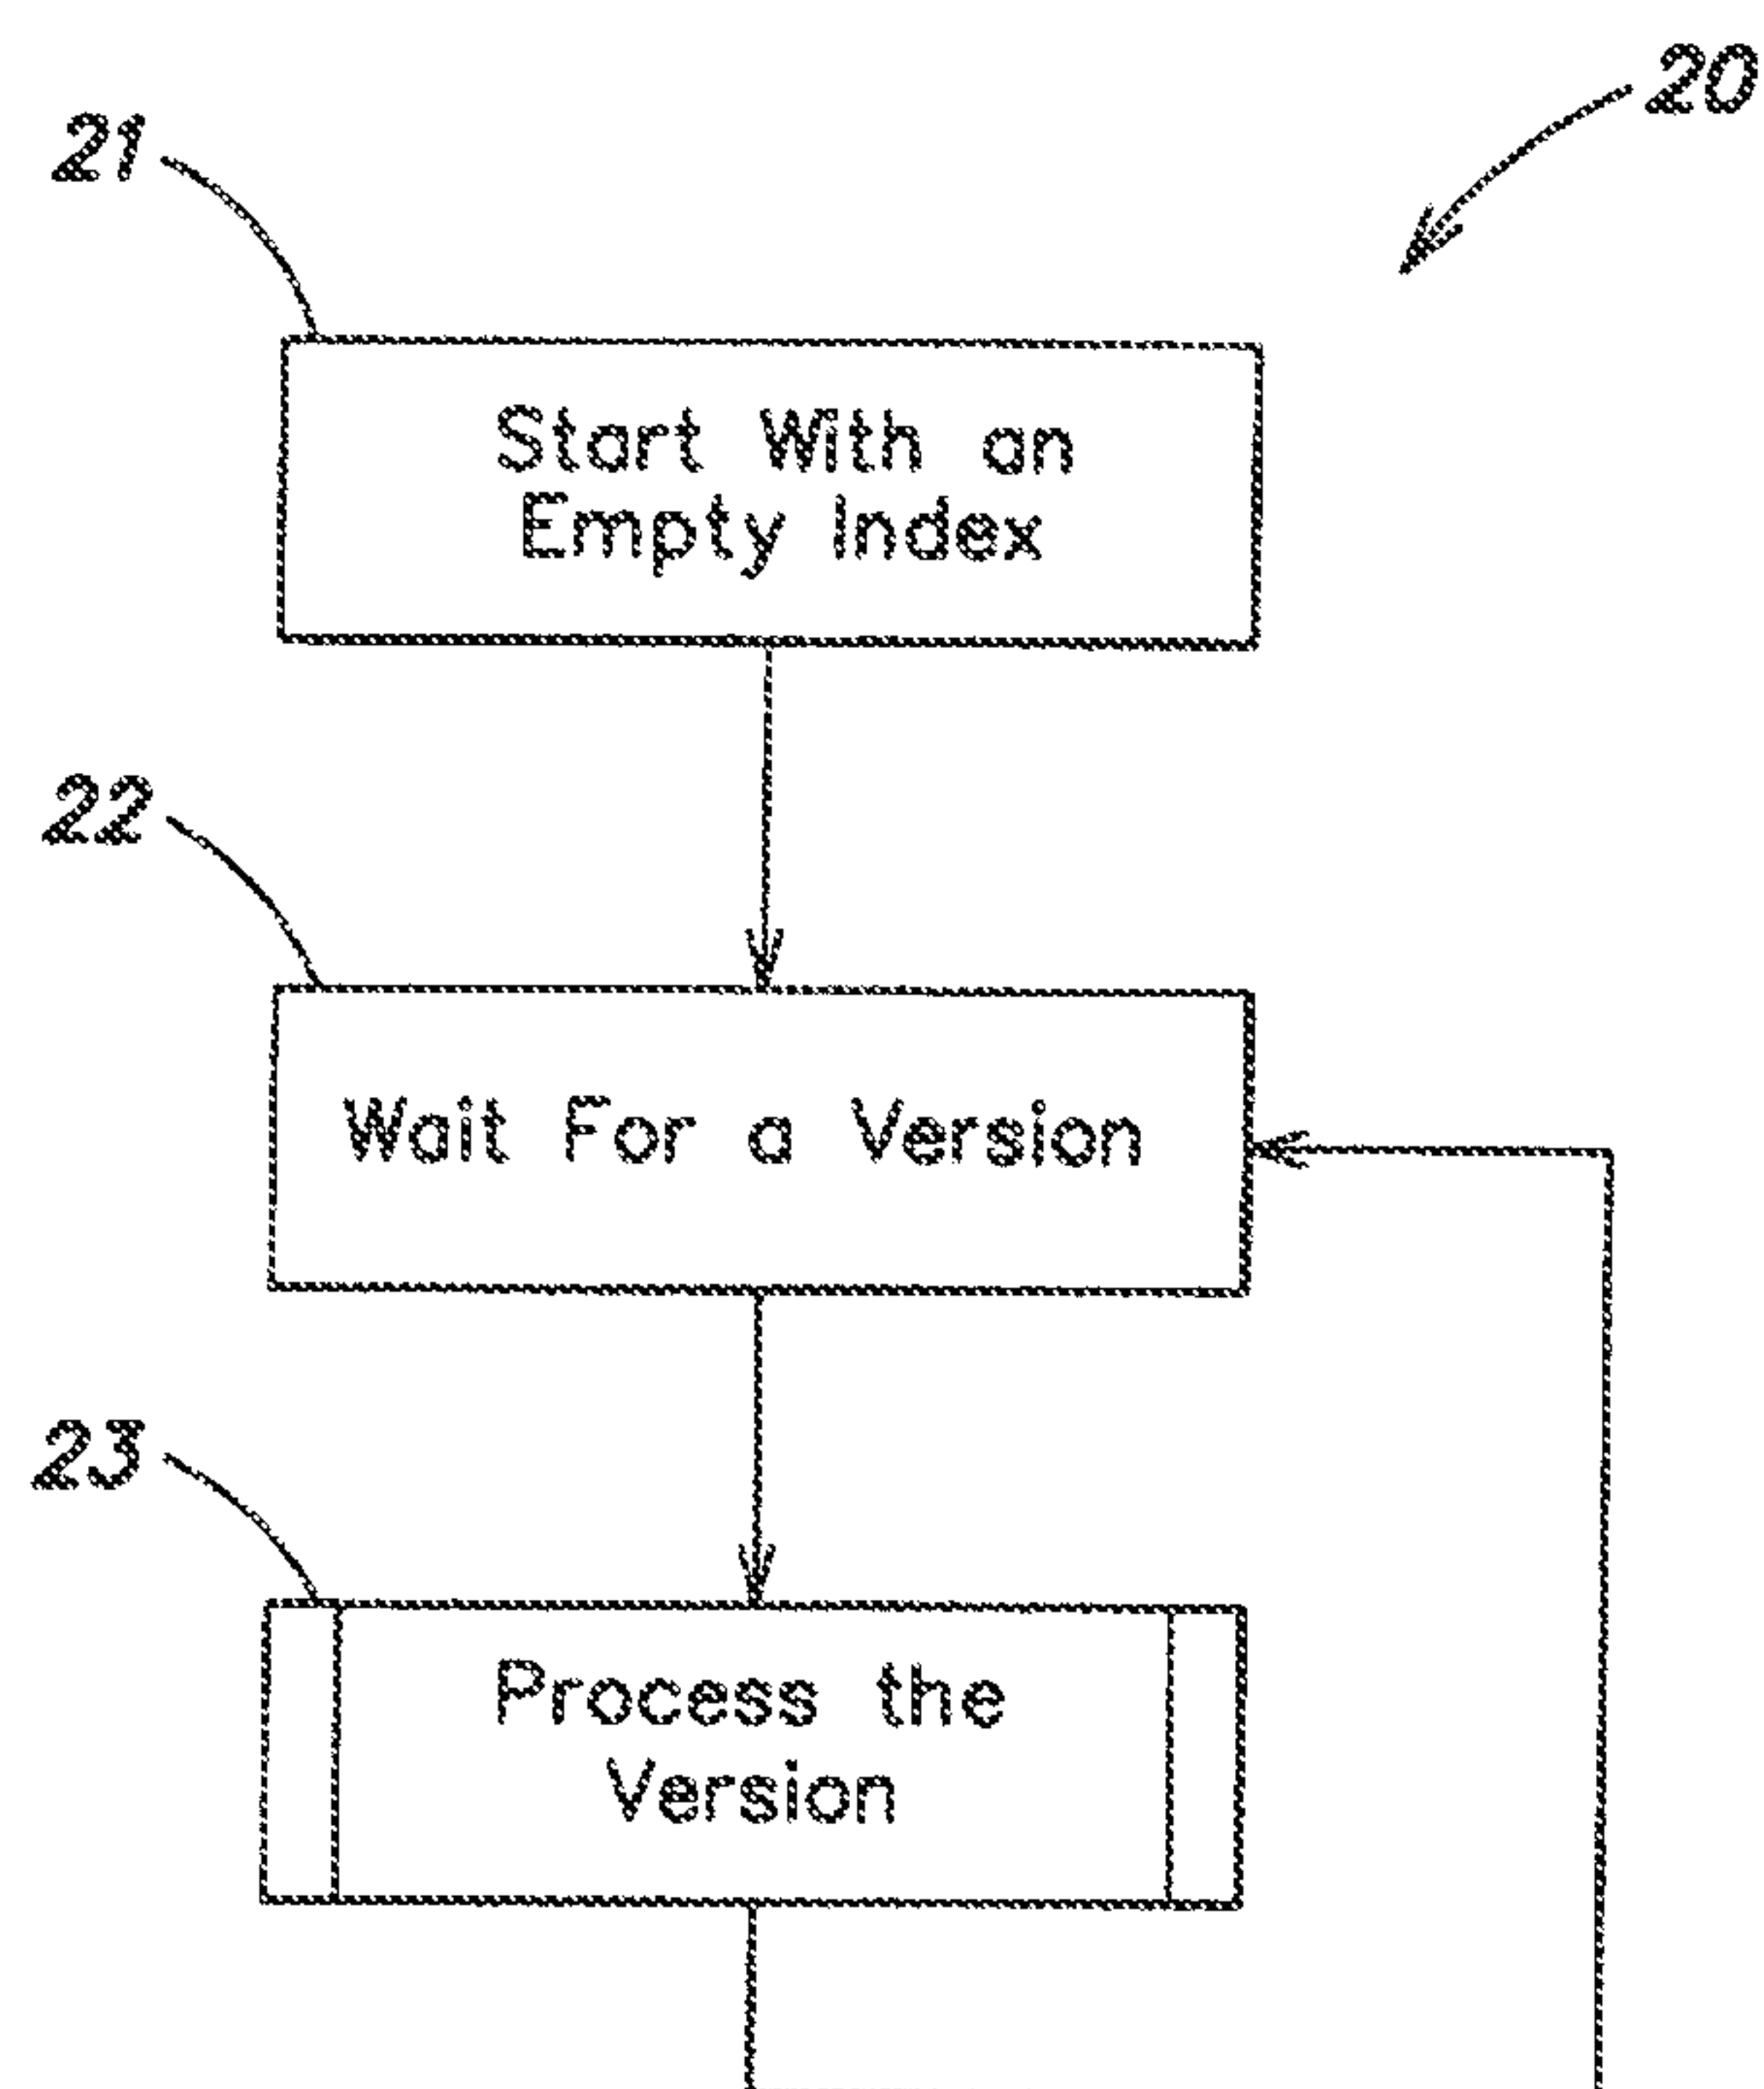 20
21
Start With an
Empty Index
22
Wait For a Version
23
Process the
Version